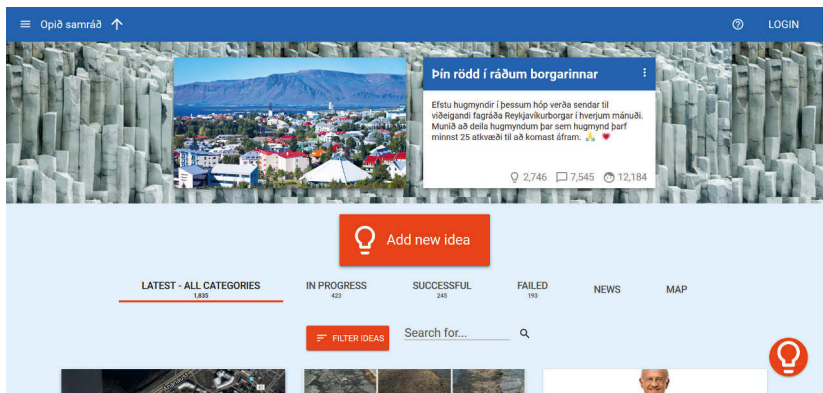 Opið samráð
LOGIN
Þín rödd í ráðum borgarinnar
Efstu hugmyndir í þessum hóp verða sendar til
viðeigandi fagráða Reykjavíkurborgar í hverjum mánuði.
Munið að deila hugmyndum þar sem hugmynd þarf
minnst 25 atkvæði til að komast áfram. 🙏 ♥
2,746 7,545 12,184
Add new idea
LATEST - ALL CATEGORIES
1,835
IN PROGRESS
423
SUCCESSFUL
245
FAILED
193
NEWS
MAP
FILTER IDEAS
Search for...